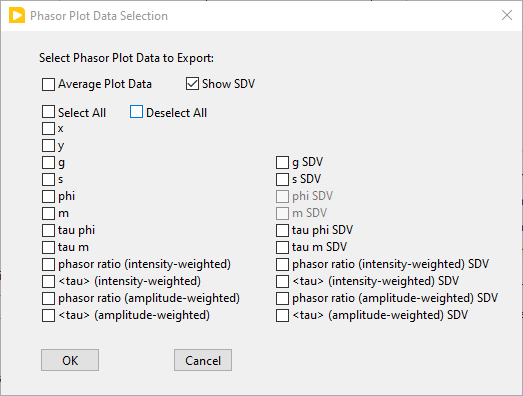 Phasor Plot Data Selection
Select Phasor Plot Data to Export:
Average Plot Data Show SDV
Select All Deselect All
x
y
g g SDV
s s SDV
phi phi SDV
m m SDV
tau phi tau phi SDV
tau m tau m SDV
phasor ratio (intensity-weighted) phasor ratio (intensity-weighted) SDV
<tau> (intensity-weighted) <tau> (intensity-weighted) SDV
phasor ratio (amplitude-weighted) phasor ratio (amplitude-weighted) SDV
<tau> (amplitude-weighted) <tau> (amplitude-weighted) SDV
OK Cancel